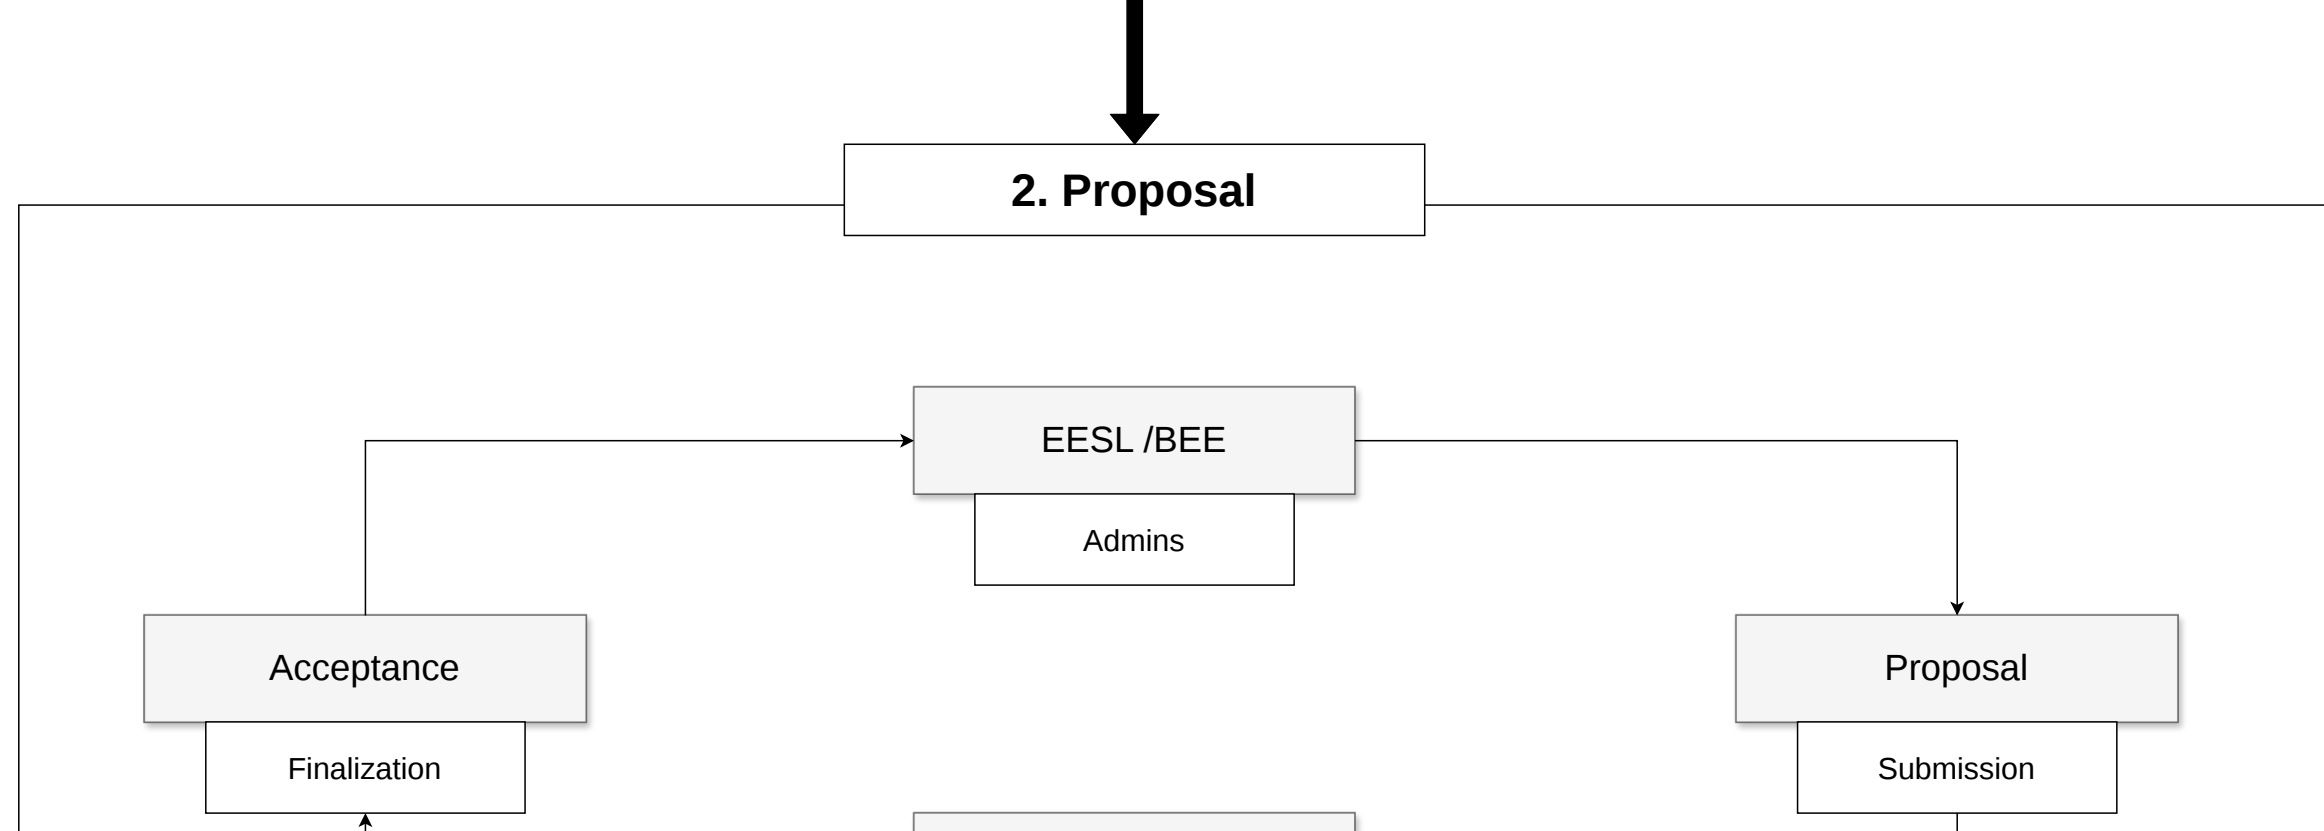 2. Proposal
EESL /BEE
Admins
Acceptance
Finalization
Proposal
Submission